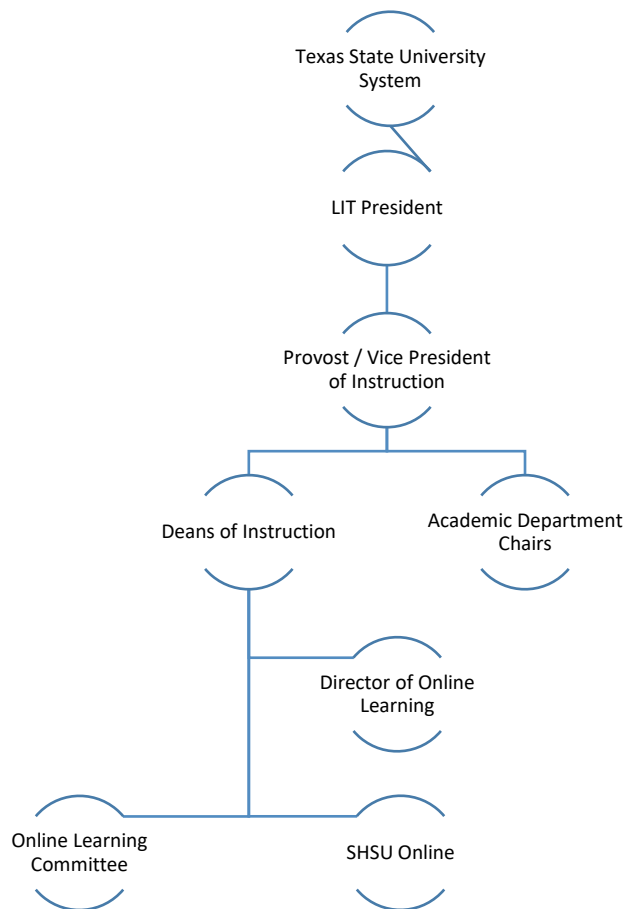 Texas State University
System
LIT President
Provost / Vice President
of Instruction
Deans of Instruction
Academic Department
Chairs
Director of Online
Learning
Online Learning
Committee
SHSU Online